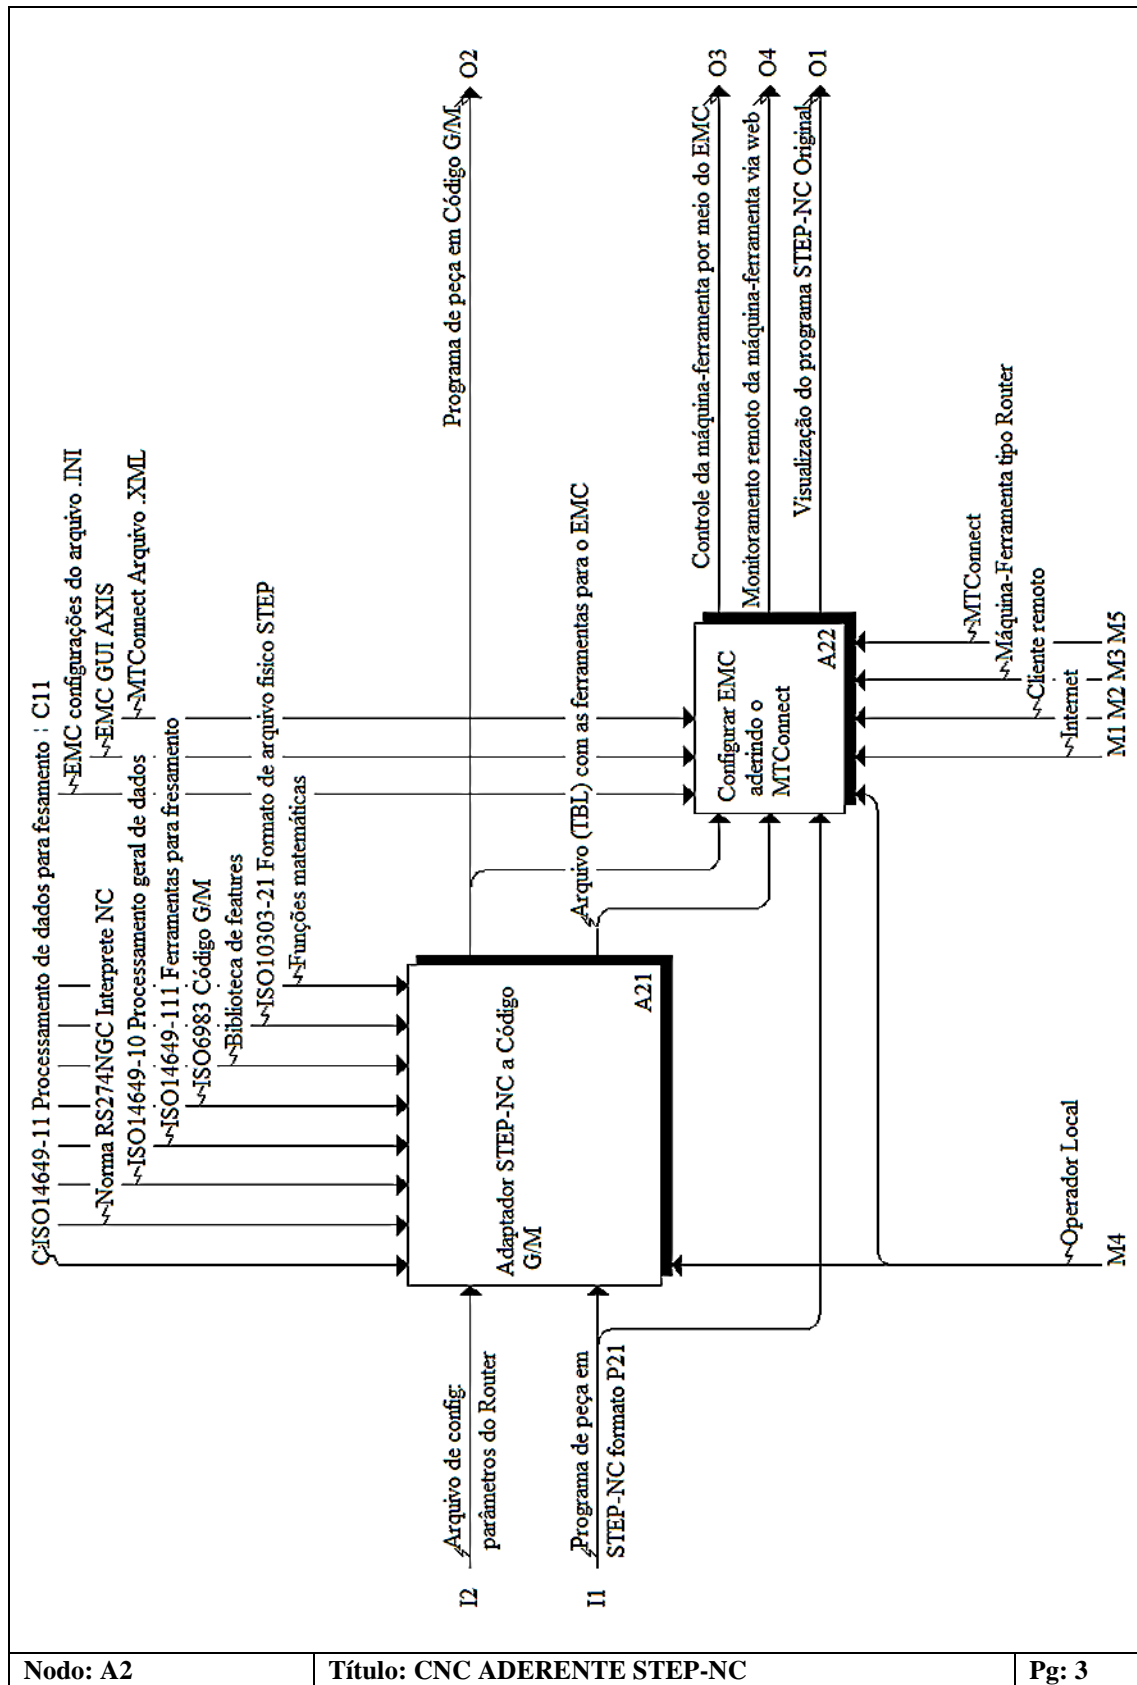 C:ISO14649-11 Processamento de dados para fesamento : C11
Norma RS274NGC Interprete NC
ISO14649-10 Processamento geral de dados
ISO14649-111 Ferramentas para fresamento
ISO6983 Código G/M
Biblioteca de features
ISO10303-21 Formato de arquivo físico STEP
Funções matemáticas
EMC configurações do arquivo .INI
EMC GUI AXIS
MTConnect Arquivo .XML
I2
Arquivo de config:
parâmetros do Router
I1
Programa de peça em
STEP-NC formato P21
Adaptador STEP-NC a Código
G/M
A21
Programa de peça em Código G/M
O2
Arquivo (TBL) com as ferramentas para o EMC
Configurar EMC
aderindo o
MTConnect
A22
Controle da máquina-ferramenta por meio do EMC
O3
Monitoramento remoto da máquina-ferramenta via web
O4
Visualização do programa STEP-NC Original
O1
MTConnect
Máquina-Ferramenta tipo Router
Cliente remoto
Internet
M1 M2 M3 M5
Operador Local
M4
Nodo: A2
Título: CNC ADERENTE STEP-NC
Pg: 3